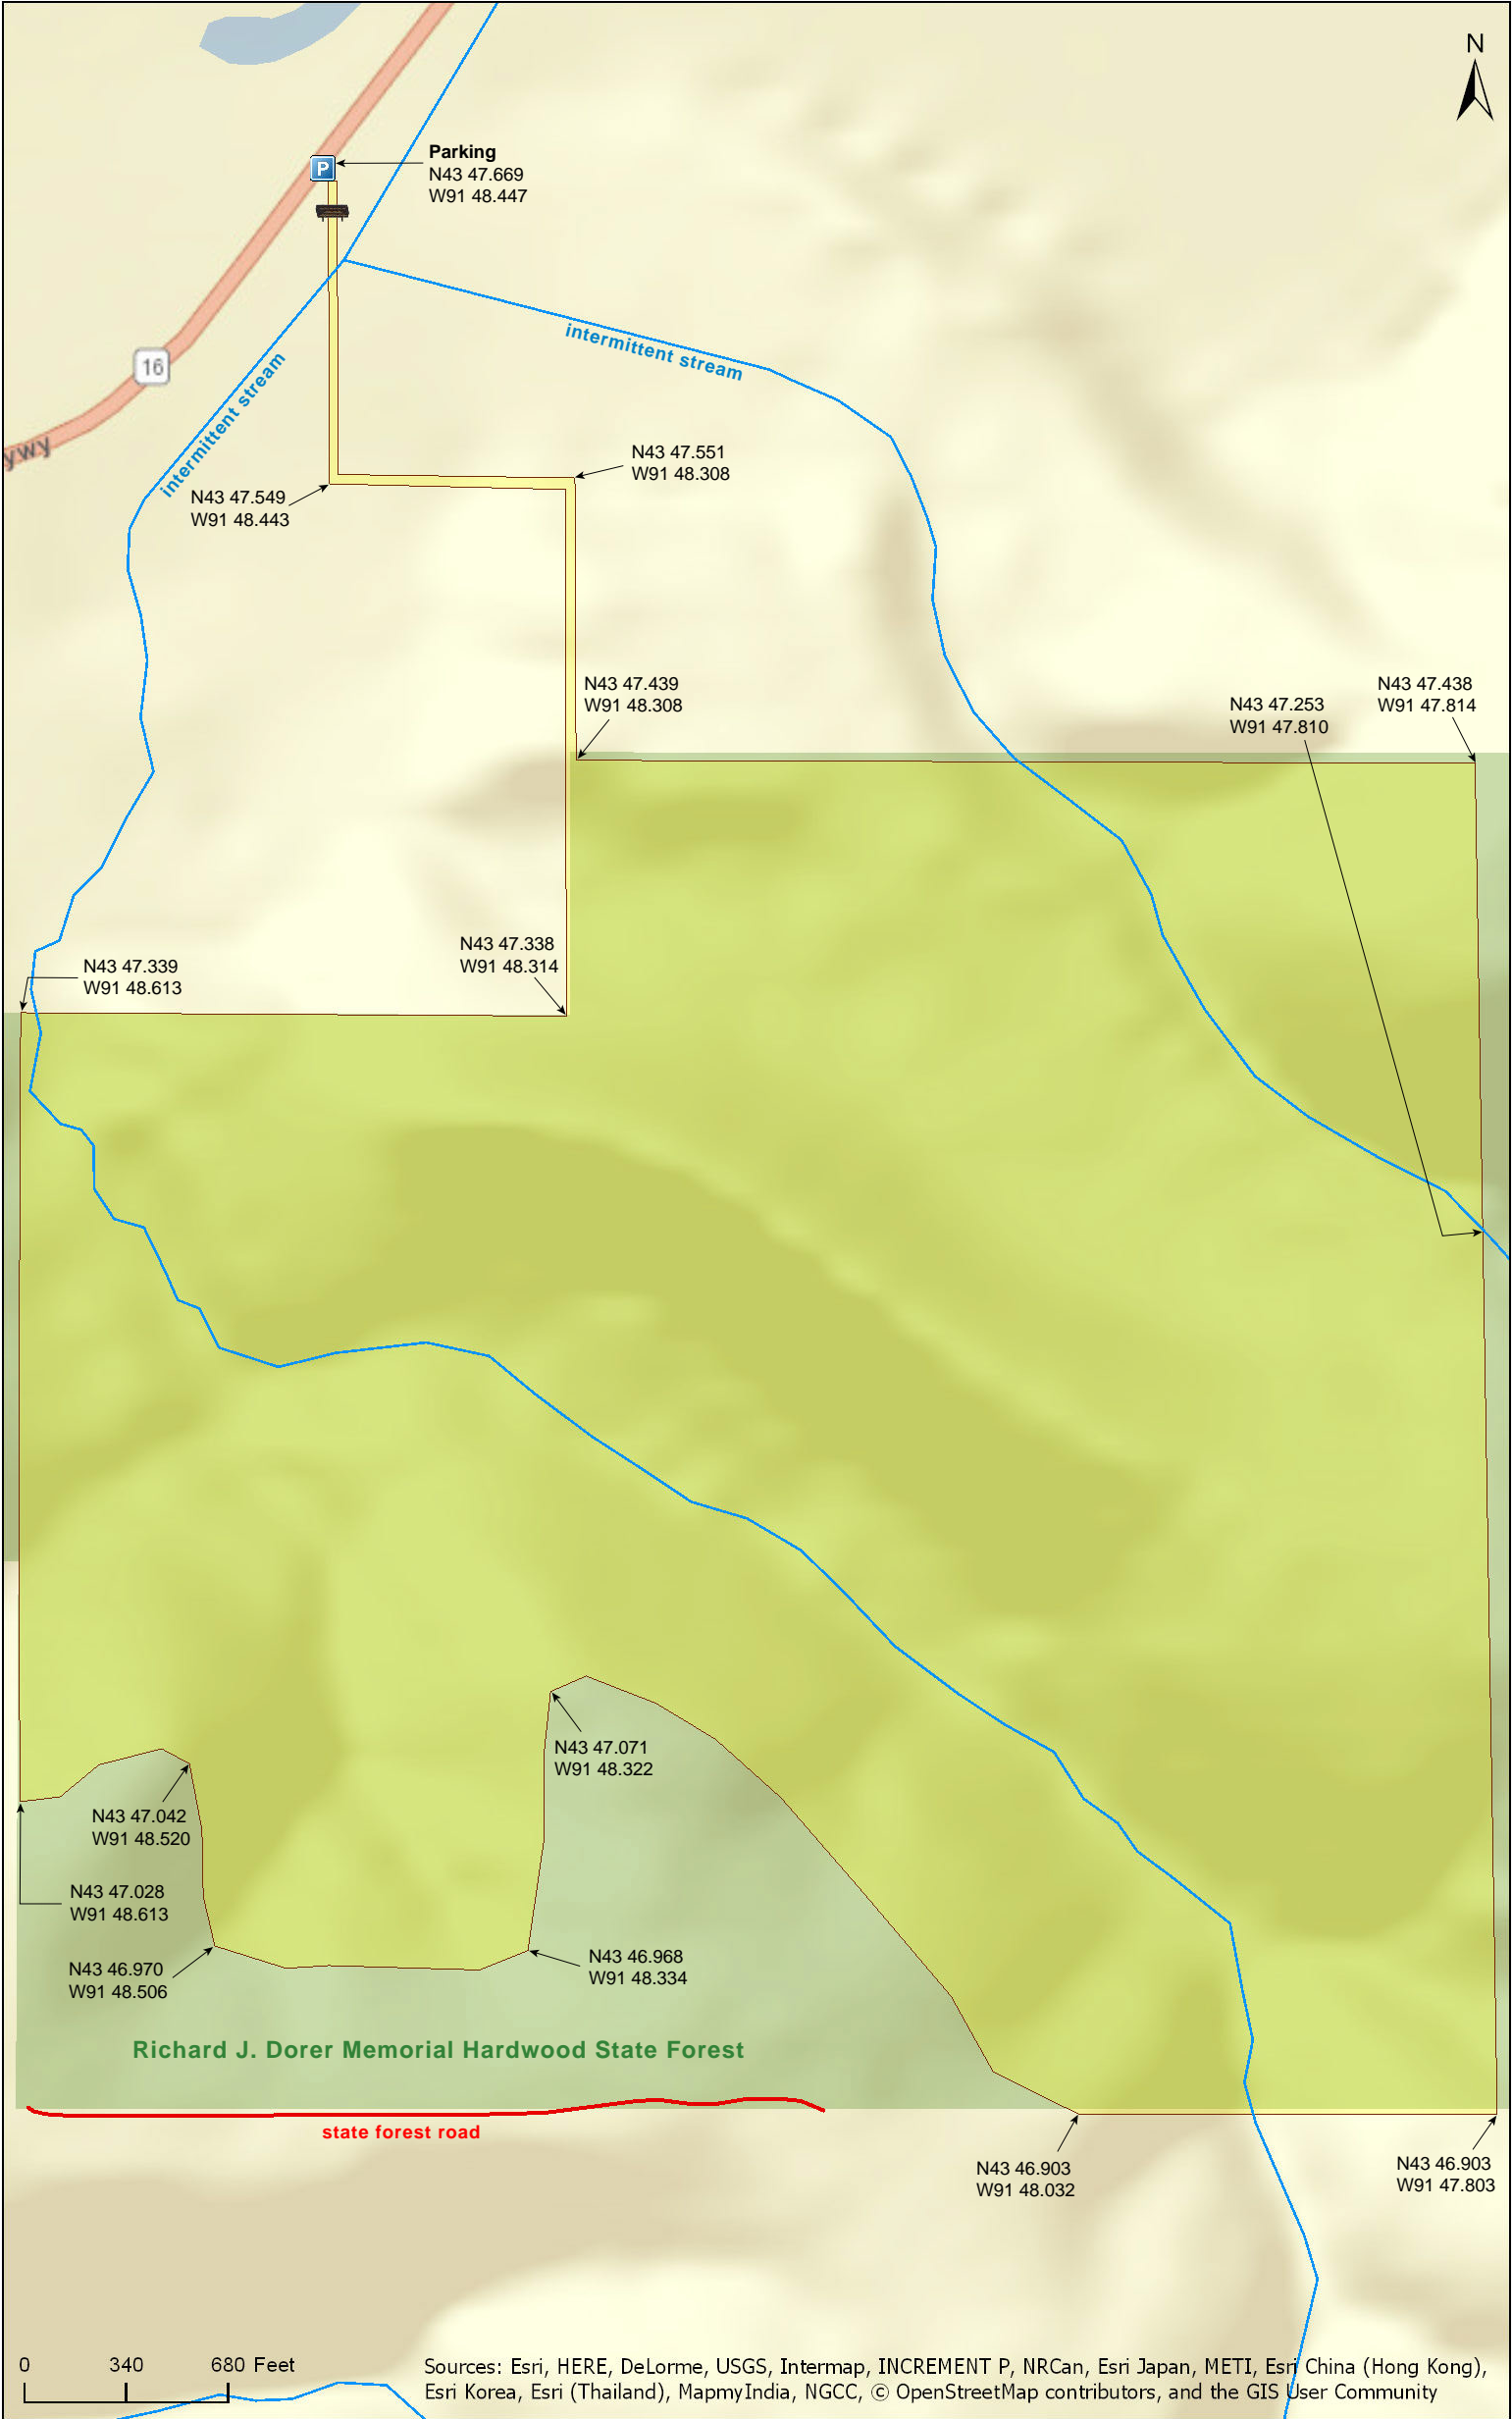 N
Parking
N43 47.669
W91 48.447
intermittent stream
16
intermittent stream
ywy
N43 47.551
W91 48.308
N43 47.549
W91 48.443
N43 47.439
W91 48.308
N43 47.253
W91 47.810
N43 47.438
W91 47.814
N43 47.338
W91 48.314
N43 47.339
W91 48.613
N43 47.071
W91 48.322
N43 47.042
W91 48.520
N43 47.028
W91 48.613
N43 46.970
W91 48.506
N43 46.968
W91 48.334
Richard J. Dorer Memorial Hardwood State Forest
state forest road
N43 46.903
W91 48.032
N43 46.903
W91 47.803
0 340 680 Feet
Sources: Esri, HERE, DeLorme, USGS, Intermap, INCREMENT P, NRCan, Esri Japan, METI, Esri China (Hong Kong),
Esri Korea, Esri (Thailand), MapmyIndia, NGCC, © OpenStreetMap contributors, and the GIS User Community
P